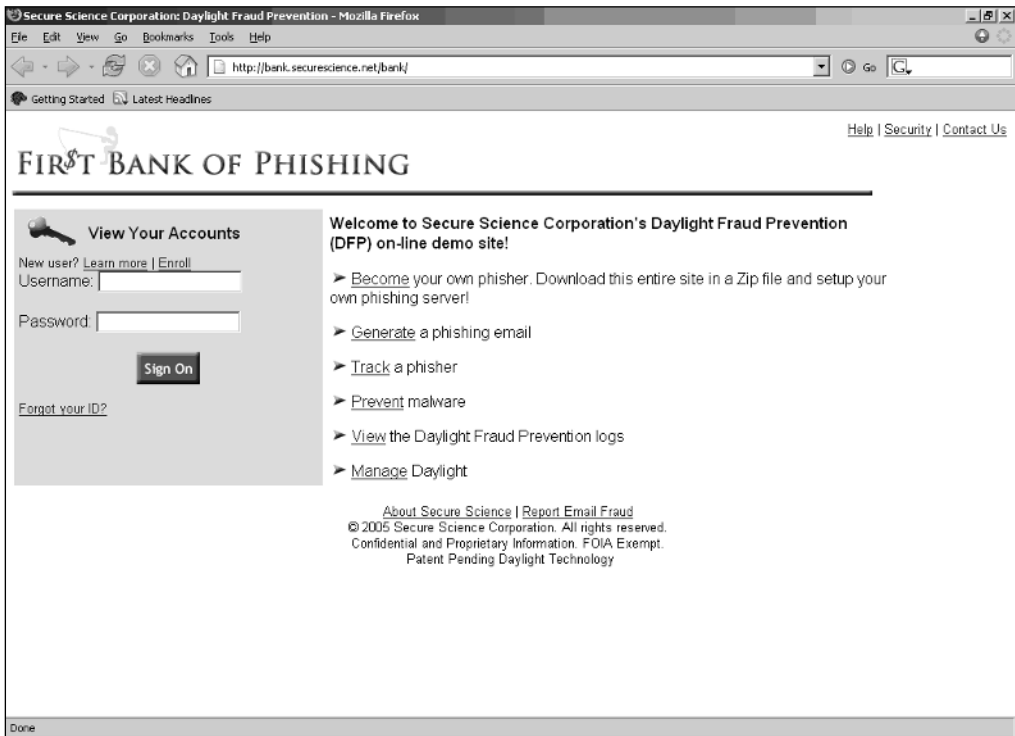 Secure Science Corporation: Daylight Fraud Prevention - Mozilla Firefox
File Edit View Go Bookmarks Tools Help
http://bank.securescience.net/bank/
Go
G
Getting Started Latest Headlines
Help | Security | Contact Us
FIR$T BANK OF PHISHING
View Your Accounts
New user? Learn more | Enroll
Username:
Password:
Sign On
Forgot your ID?
Welcome to Secure Science Corporation's Daylight Fraud Prevention
(DFP) on-line demo site!
➢ Become your own phisher. Download this entire site in a Zip file and setup your
own phishing server!
➢ Generate a phishing email
➢ Track a phisher
➢ Prevent malware
➢ View the Daylight Fraud Prevention logs
➢ Manage Daylight
About Secure Science | Report Email Fraud
© 2005 Secure Science Corporation. All rights reserved.
Confidential and Proprietary Information. FOIA Exempt.
Patent Pending Daylight Technology
Done